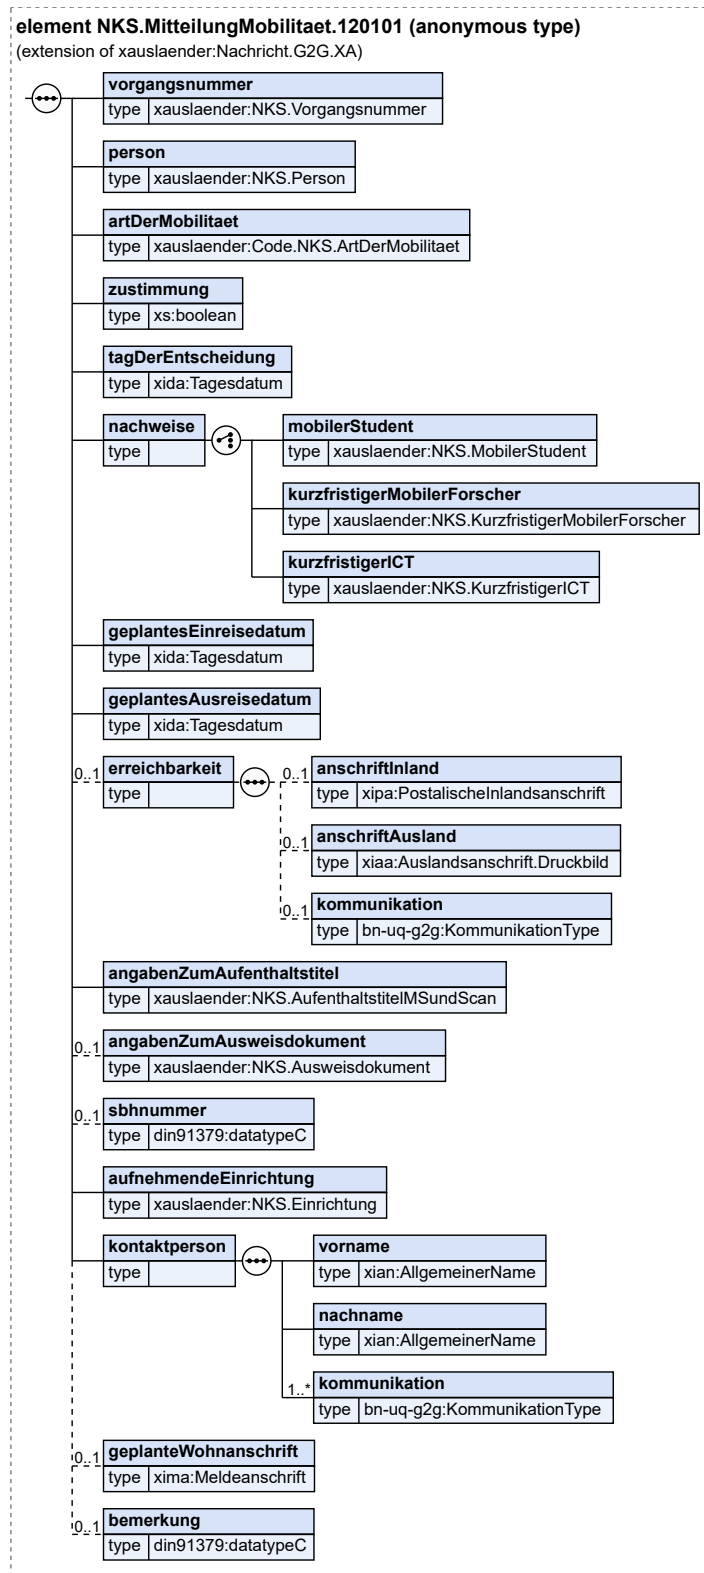 element NKS.MitteilungMobilitaet.120101 (anonymous type)
(extension of xauslaender:Nachricht.G2G.XA)
vorgangsnummer
type xauslaender:NKS.Vorgangsnummer
person
type xauslaender:NKS.Person
artDerMobilitaet
type xauslaender:Code.NKS.ArtDerMobilitaet
zustimmung
type xs:boolean
tagDerEntscheidung
type xida:Tagesdatum
nachweise
type
mobilerStudent
type xauslaender:NKS.MobilerStudent
kurzfristigerMobilerForscher
type xauslaender:NKS.KurzfristigerMobilerForscher
kurzfristigerICT
type xauslaender:NKS.KurzfristigerICT
geplantesEinreisedatum
type xida:Tagesdatum
geplantesAusreisedatum
type xida:Tagesdatum
0..1 erreichbarkeit
type
0..1 anschriftInland
type xipa:PostalischeInlandsanschrift
0..1 anschriftAusland
type xiaa:Auslandsanschrift.Druckbild
0..1 kommunikation
type bn-uq-g2g:KommunikationType
angabenZumAufenthaltstitel
type xauslaender:NKS.AufenthaltstitelMSundScan
0..1 angabenZumAusweisdokument
type xauslaender:NKS.Ausweisdokument
0..1 sbhnummer
type din91379:datatypeC
aufnehmendeEinrichtung
type xauslaender:NKS.Einrichtung
kontaktperson
type
vorname
type xian:AllgemeinerName
nachname
type xian:AllgemeinerName
1..* kommunikation
type bn-uq-g2g:KommunikationType
0..1 geplanteWohnanschrift
type xima:Meldeanschrift
0..1 bemerkung
type din91379:datatypeC